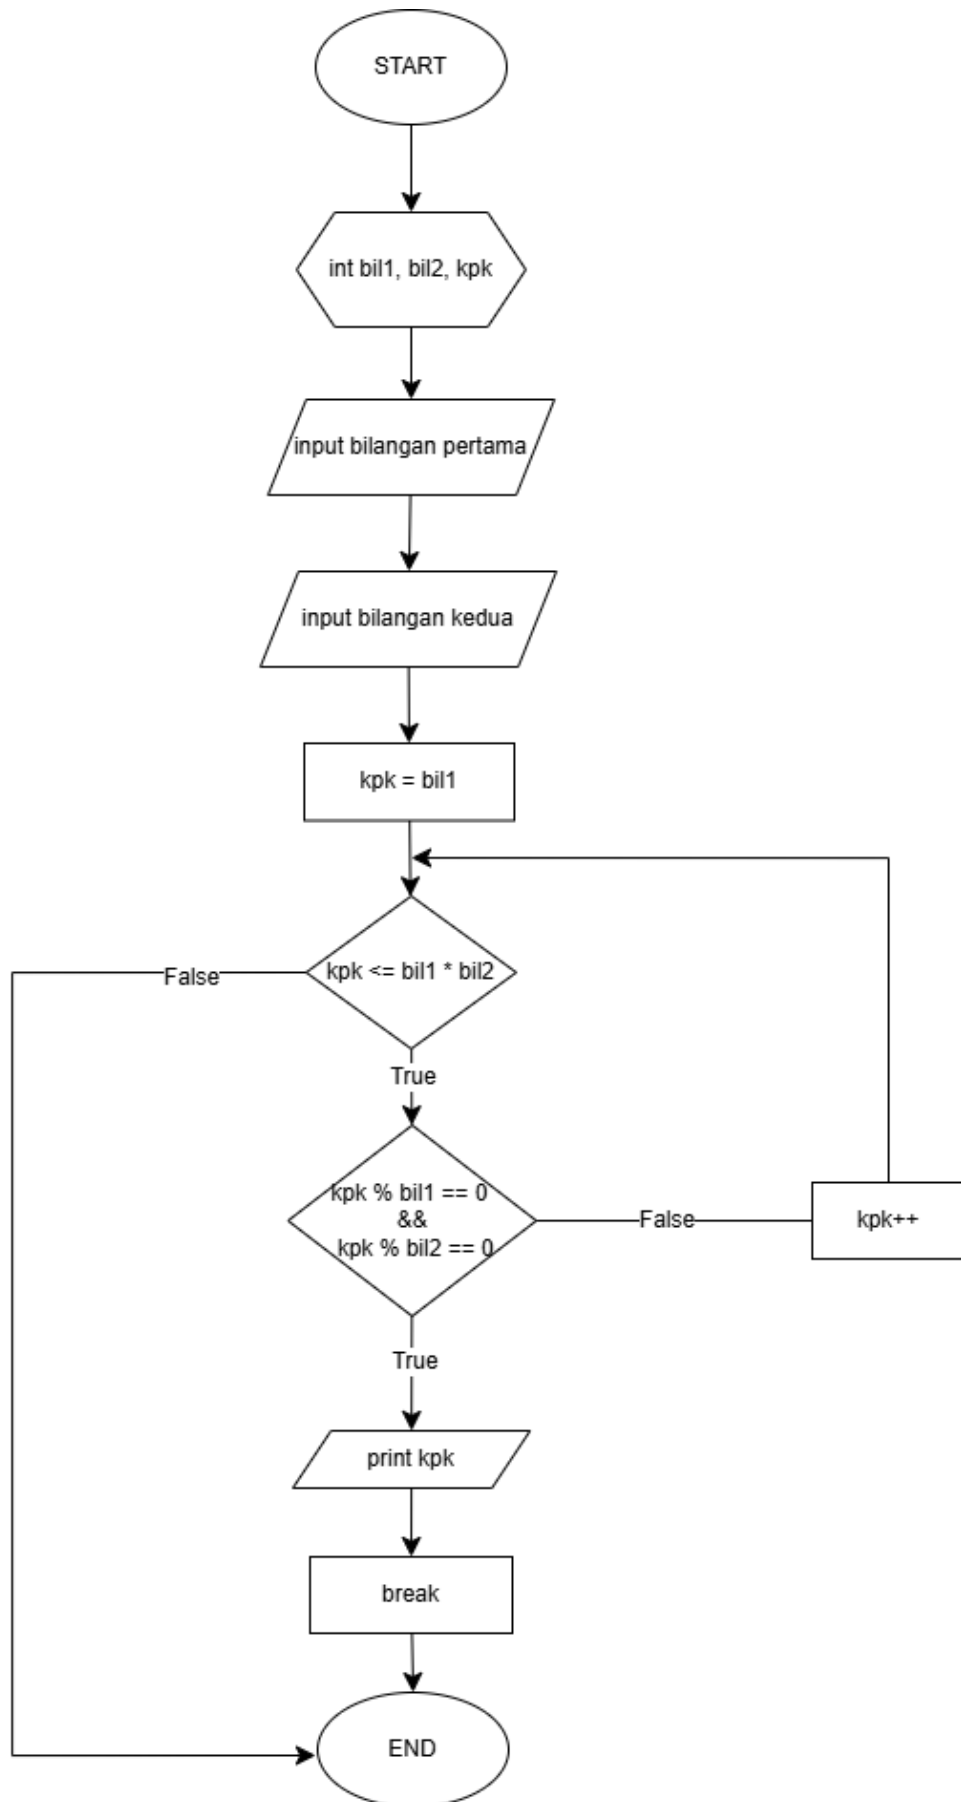 START
int bil1, bil2, kpk
input bilangan pertama
input bilangan kedua
kpk = bil1
kpk <= bil1 * bil2
False
True
kpk % bil1 == 0
&&
kpk % bil2 == 0
False
kpk++
True
print kpk
break
END